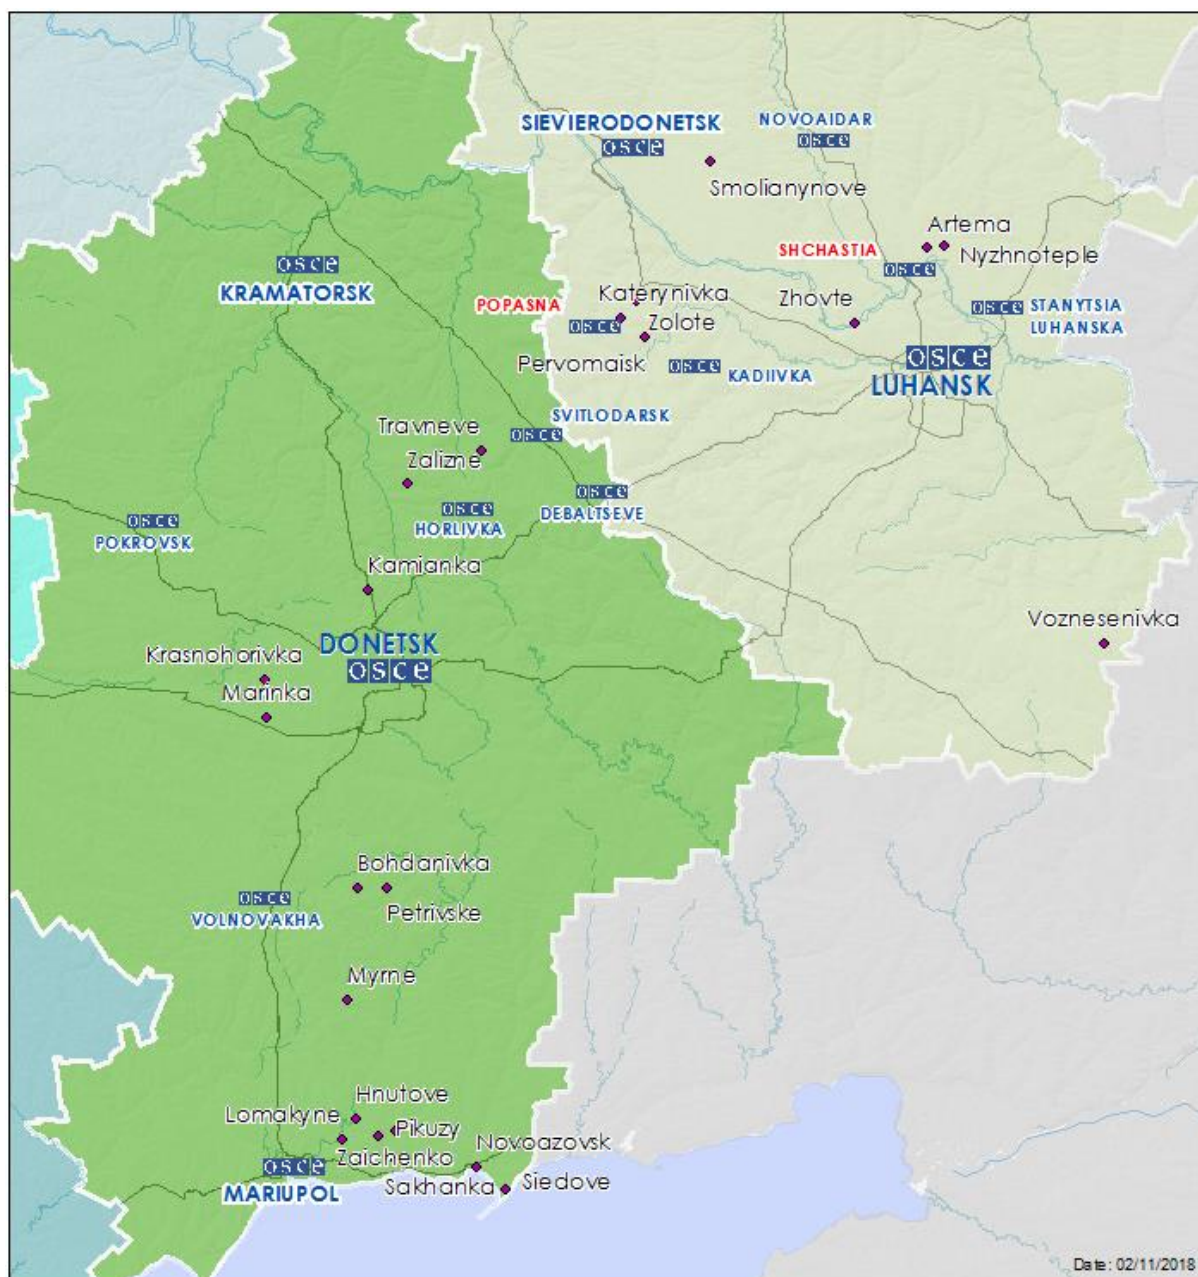 SIEVIERODONETSK
osce
NOVOAIDAR
osce
Smolianynove
Artema
Nyzhnoteple
SHCHASTIA
osce
osce
KRAMATORSK
POPASNA
osce
Katerynivka
Zolote
Pervomaisk
Zhovte
osce
STANYTSIA
LUHANSKA
osce
KADIIVKA
osce
LUHANSK
SVITLODARSK
osce
Travneve
Zalizne
osce
HORLIVKA
osce
DEBALTSEVE
osce
POKROVSK
Kamianka
DONETSK
osce
Krasnohorivka
Marinka
Voznesenivka
Bohdanivka
Petrivske
osce
VOLNOVAKHA
Myrne
Hnutove
Lomakyne
Pikuzy
Zaichenko
Novoazovsk
Sakhanka
Siedove
osce
MARIUPOL
Date: 02/11/2018